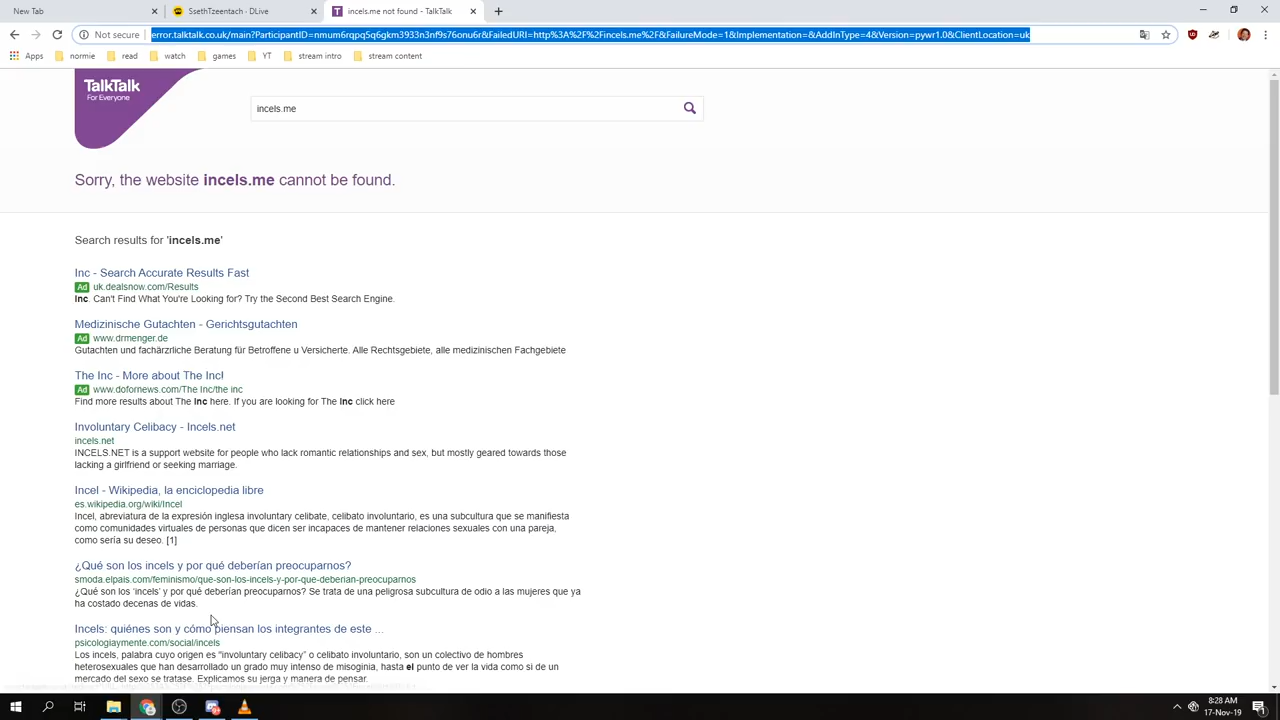 New Tab
SsethTzeentach - DLive
incels.me not found - TalkTalk
Not secure
error.talktalk.co.uk/main?ParticipantID=nmum6rqpq5q6gkm3933n3nf9s76onu6r&FailedURI=http%3A%2F%2Fincels.me%2F&FailureMode=1&Implementation=&AddInType=4&Version=pywr1.0&ClientLocation=uk
Apps
normie
read
watch
games
YT
stream intro
stream content
TalkTalk
For Everyone
incels.me
Sorry, the website incels.me cannot be found.
Search results for 'incels.me'
Inc - Search Accurate Results Fast
Ad uk.dealsnow.com/Results
Inc. Can't Find What You're Looking for? Try the Second Best Search Engine.
Medizinische Gutachten - Gerichtsgutachten
Ad www.drmenger.de
Gutachten und fachärzrliche Beratung für Betroffene u Versicherte. Alle Rechtsgebiete, alle medizinischen Fachgebiete
The Inc - More about The Inc!
Ad www.dofornews.com/The Inc/the inc
Find more results about The Inc here. If you are looking for The Inc click here
Involuntary Celibacy - Incels.net
incels.net
INCELS.NET is a support website for people who lack romantic relationships and sex, but mostly geared towards those
lacking a girlfriend or seeking marriage.
Incel - Wikipedia, la enciclopedia libre
es.wikipedia.org/wiki/Incel
Incel, abreviatura de la expresión inglesa involuntary celibate, celibato involuntario, es una subcultura que se manifiesta
como comunidades virtuales de personas que dicen ser incapaces de mantener relaciones sexuales con una pareja,
como sería su deseo. [1]
¿Qué son los incels y por qué deberían preocuparnos?
smoda.elpais.com/feminismo/que-son-los-incels-y-por-que-deberian-preocuparnos
¿Qué son los 'incels' y por qué deberían preocuparnos? Se trata de una peligrosa subcultura de odio a las mujeres que ya
ha costado decenas de vidas.
Incels: quiénes son y cómo piensan los integrantes de este ...
psicologiaymente.com/social/incels
Los incels, palabra cuyo origen es "involuntary celibacy" o celibato involuntario, son un colectivo de hombres
heterosexuales que han desarrollado un grado muy intenso de misoginia, hasta el punto de ver la vida como si de un
mercado del sexo se tratase. Explicamos su jerga y manera de pensar.
8:28 AM
17-Nov-19